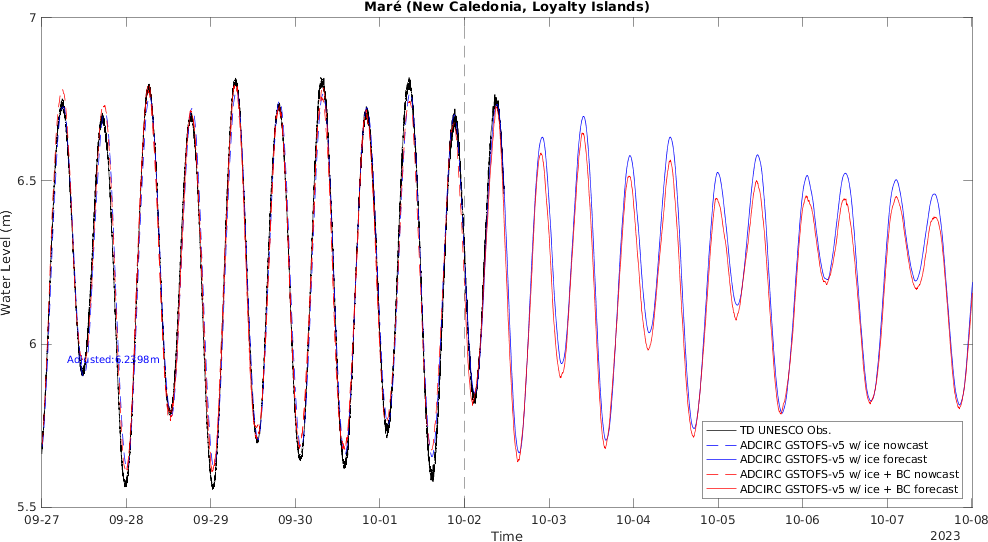 Maré (New Caledonia, Loyalty Islands)
7
6.5
6
5.5
Water Level (m)
Adjusted:6.2398m
TD UNESCO Obs.
ADCIRC GSTOFS-v5 w/ ice nowcast
ADCIRC GSTOFS-v5 w/ ice forecast
ADCIRC GSTOFS-v5 w/ ice + BC nowcast
ADCIRC GSTOFS-v5 w/ ice + BC forecast
09-27 09-28 09-29 09-30 10-01 10-02 10-03 10-04 10-05 10-06 10-07 10-08
Time
2023